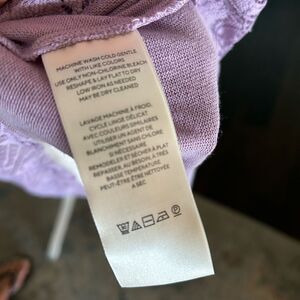 MACHINE WASH COLD GENTLE
WITH LIKE COLORS
USE ONLY NON-CHLORINE BLEACH
RESHAPE & LAY FLAT TO DRY
LOW IRON AS NEEDED
MAY BE DRY CLEANED
LAVAGE MACHINE À FROID,
CYCLE LINGE DÉLICAT
AVEC COULEURS SIMILAIRES
UTILISER UN AGENT DE
BLANCHIMENT SANS CHLORE
SI NÉCESSAIRE
REMODELER ET SÉCHER À PLAT
REPASSER, AU BESOIN, À TRÈS
BASSE TEMPÉRATURE.
PEUT-ÊTRE ÊTRE NETTOYÉ
A SEC